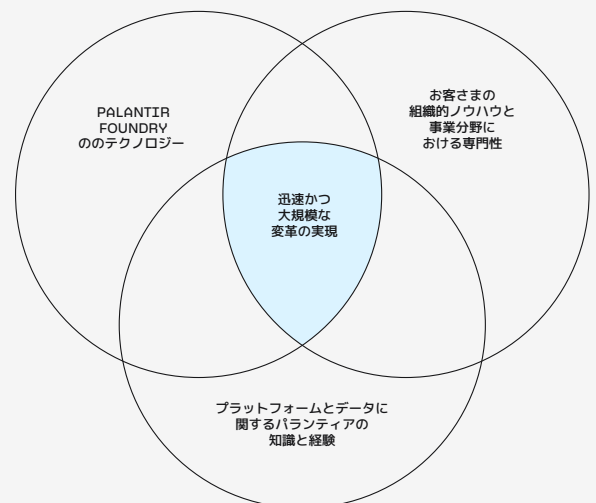 PALANTIR
FOUNDRY
ののテクノロジー
お客さまの
組織的ノウハウと
事業分野に
おける専門性
迅速かつ
大規模な
変革の実現
プラットフォームとデータに
関するパランティアの
知識と経験